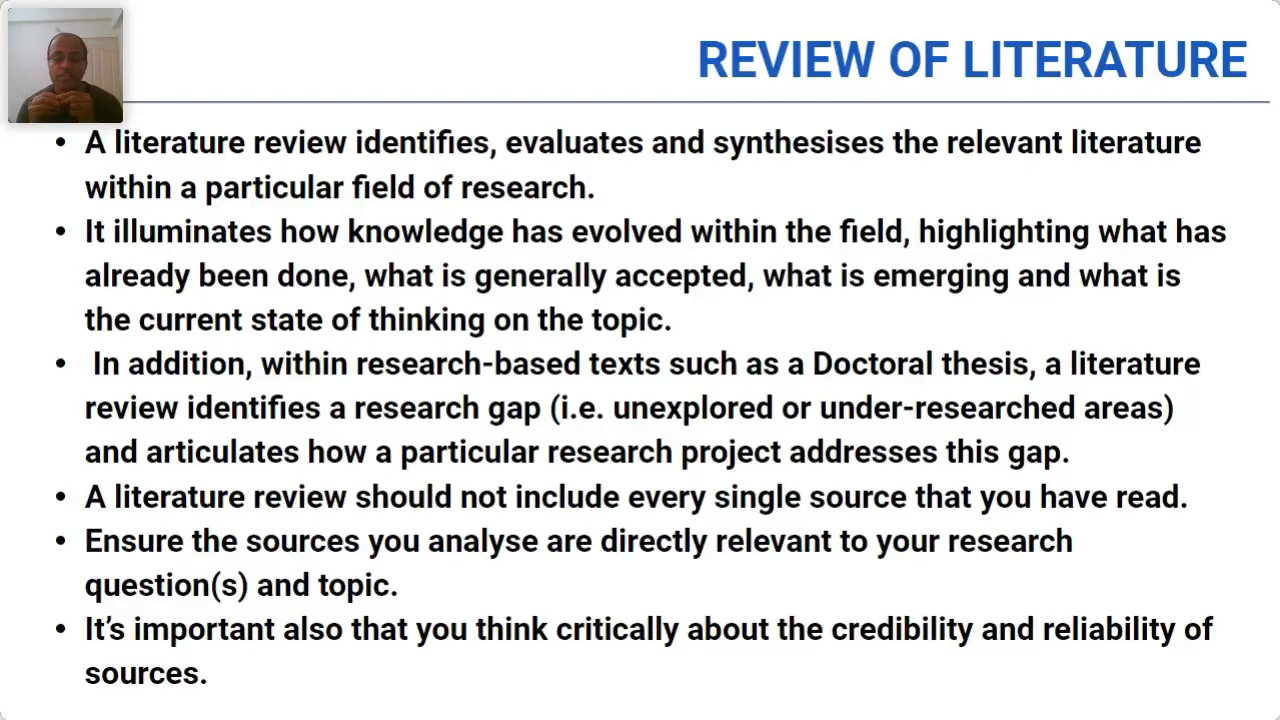 REVIEW OF LITERATURE
• A literature review identifies, evaluates and synthesises the relevant literature
within a particular field of research.
• It illuminates how knowledge has evolved within the field, highlighting what has
already been done, what is generally accepted, what is emerging and what is
the current state of thinking on the topic.
• In addition, within research-based texts such as a Doctoral thesis, a literature
review identifies a research gap (i.e. unexplored or under-researched areas)
and articulates how a particular research project addresses this gap.
• A literature review should not include every single source that you have read.
• Ensure the sources you analyse are directly relevant to your research
question(s) and topic.
• It’s important also that you think critically about the credibility and reliability of
sources.